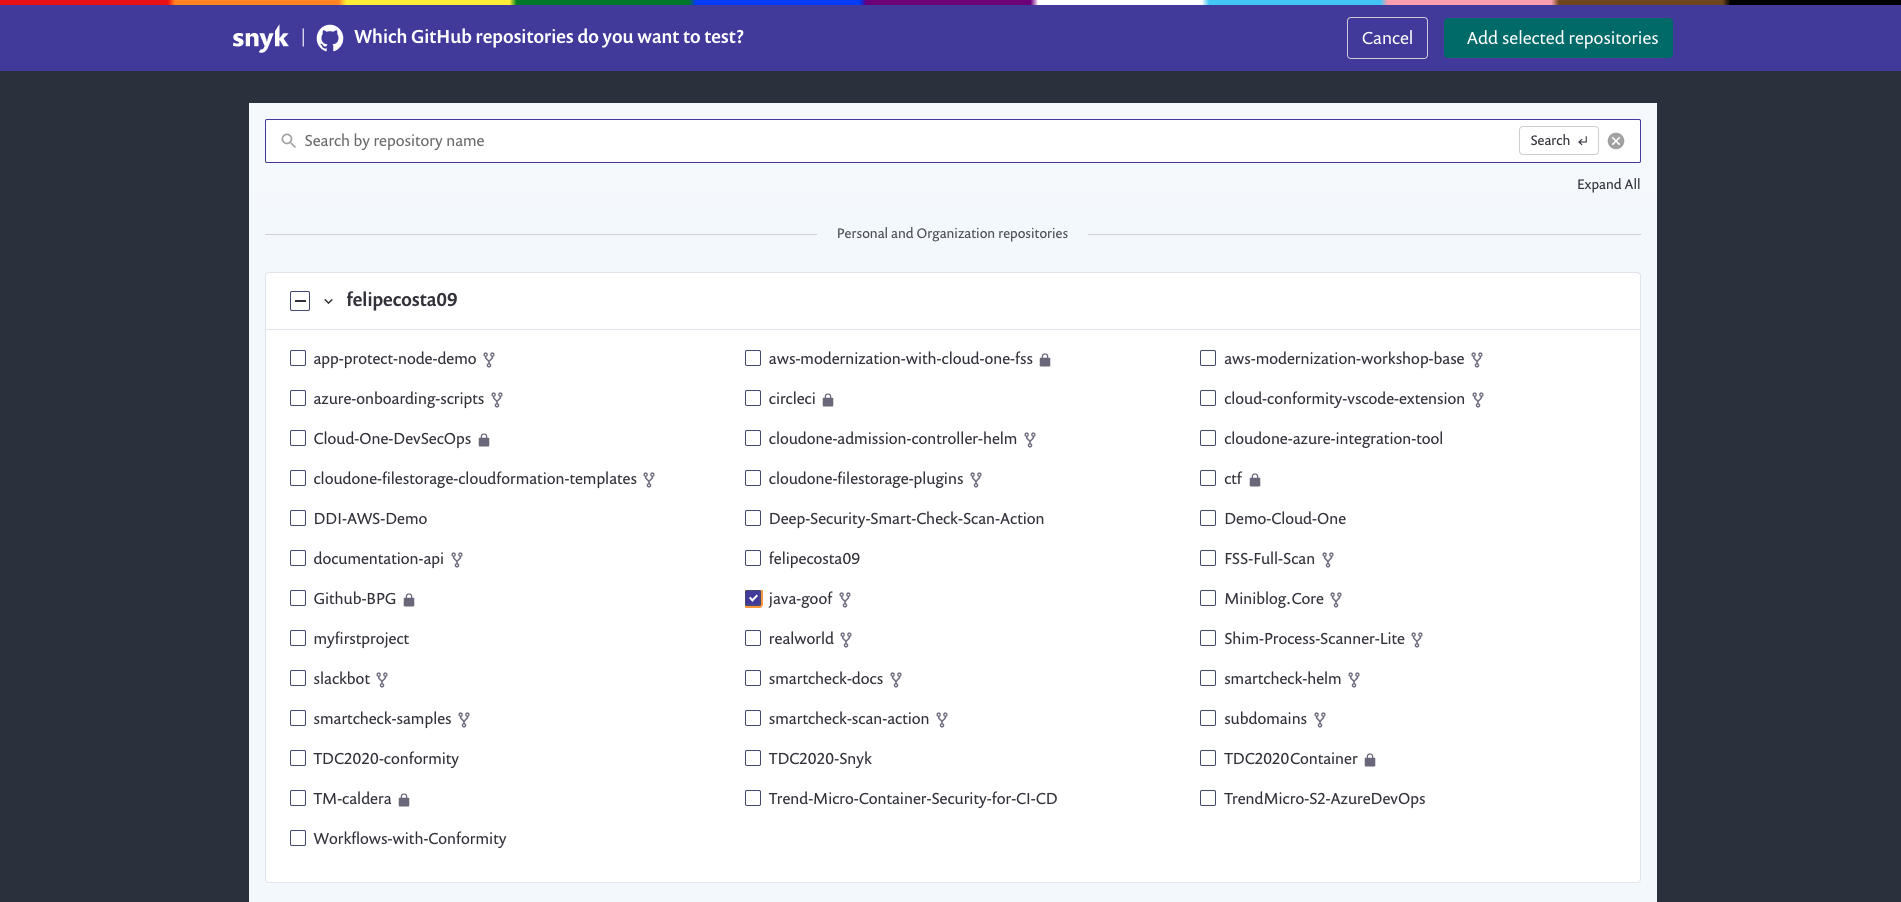 snyk | Which GitHub repositories do you want to test? Cancel Add selected repositories
Search by repository name Search ↵
Expand All
Personal and Organization repositories
felipecosta09
app-protect-node-demo aws-modernization-with-cloud-one-fss aws-modernization-workshop-base
azure-onboarding-scripts circleci cloud-conformity-vscode-extension
Cloud-One-DevSecOps cloudone-admission-controller-helm cloudone-azure-integration-tool
cloudone-filestorage-cloudformation-templates cloudone-filestorage-plugins ctf
DDI-AWS-Demo Deep-Security-Smart-Check-Scan-Action Demo-Cloud-One
documentation-api felipecosta09 FSS-Full-Scan
Github-BPG java-goof Miniblog.Core
myfirstproject realworld Shim-Process-Scanner-Lite
slackbot smartcheck-docs smartcheck-helm
smartcheck-samples smartcheck-scan-action subdomains
TDC2020-conformity TDC2020-Snyk TDC2020Container
TM-caldera Trend-Micro-Container-Security-for-CI-CD TrendMicro-S2-AzureDevOps
Workflows-with-Conformity